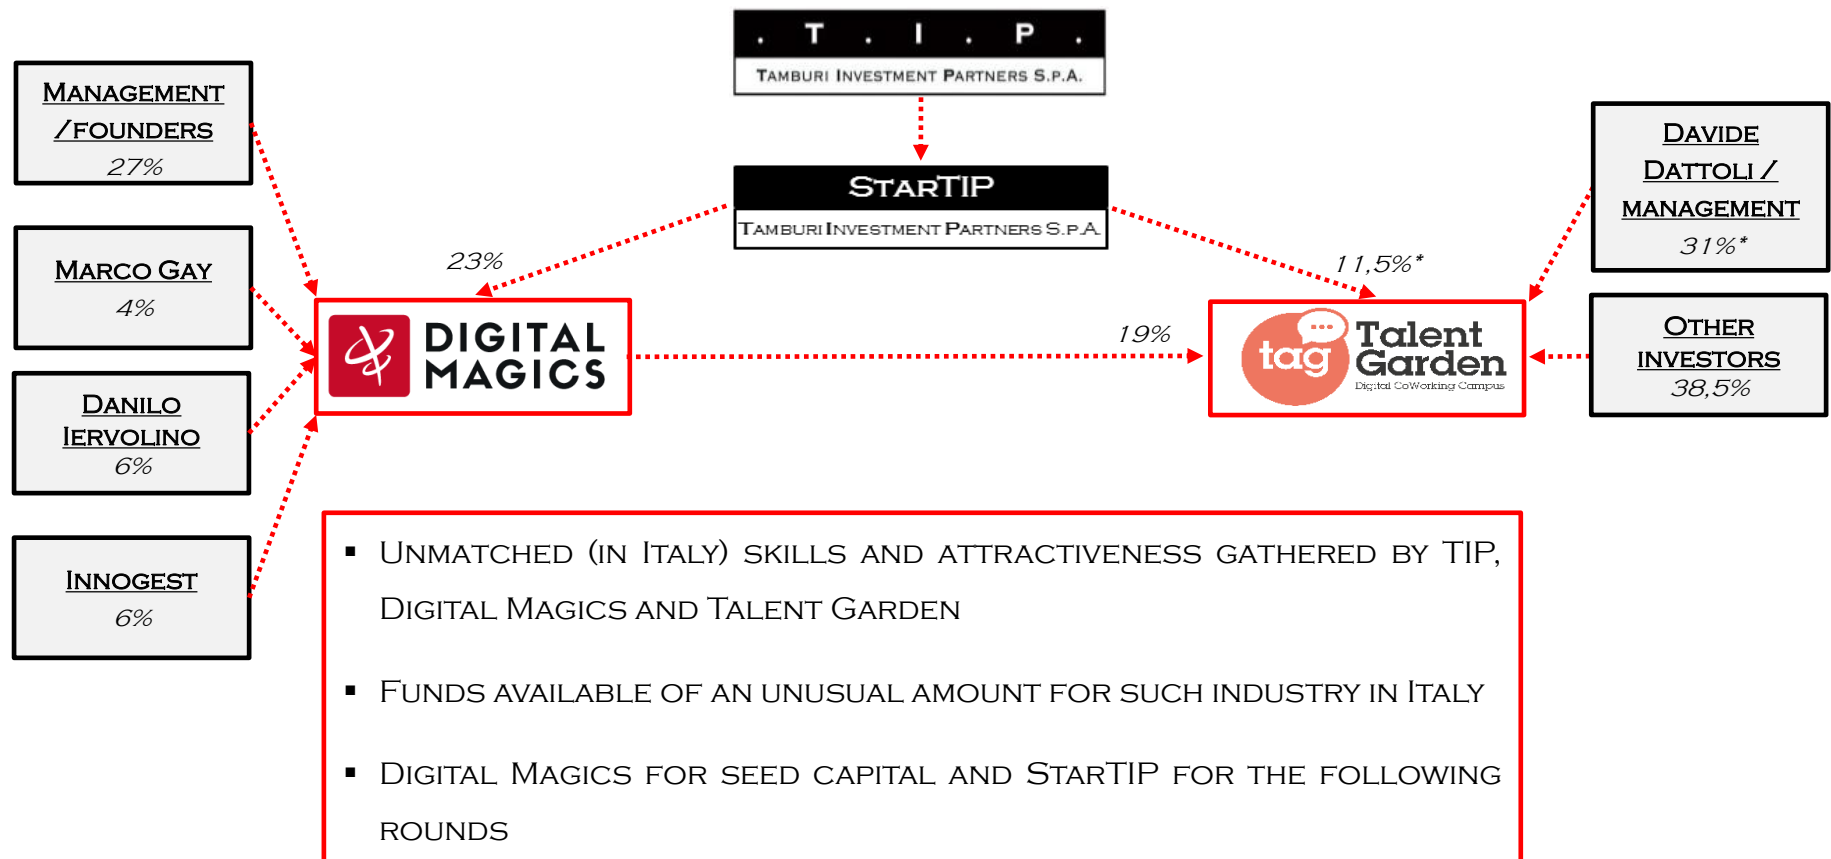 . T . I . P .
TAMBURI INVESTMENT PARTNERS S.P.A.
MANAGEMENT
/FOUNDERS
27%
STARTIP
TAMBURI INVESTMENT PARTNERS S.P.A.
DAVIDE
DATTOLI /
MANAGEMENT
31%*
MARCO GAY
4%
23%
11,5%*
DIGITAL
MAGICS
19%
tag
Talent
Garden
Digital CoWorking Campus
OTHER
INVESTORS
38,5%
DANILO
IERVOLINO
6%
INNOGEST
6%
▪ UNMATCHED (IN ITALY) SKILLS AND ATTRACTIVENESS GATHERED BY TIP,
DIGITAL MAGICS AND TALENT GARDEN
▪ FUNDS AVAILABLE OF AN UNUSUAL AMOUNT FOR SUCH INDUSTRY IN ITALY
▪ DIGITAL MAGICS FOR SEED CAPITAL AND STARTIP FOR THE FOLLOWING
ROUNDS